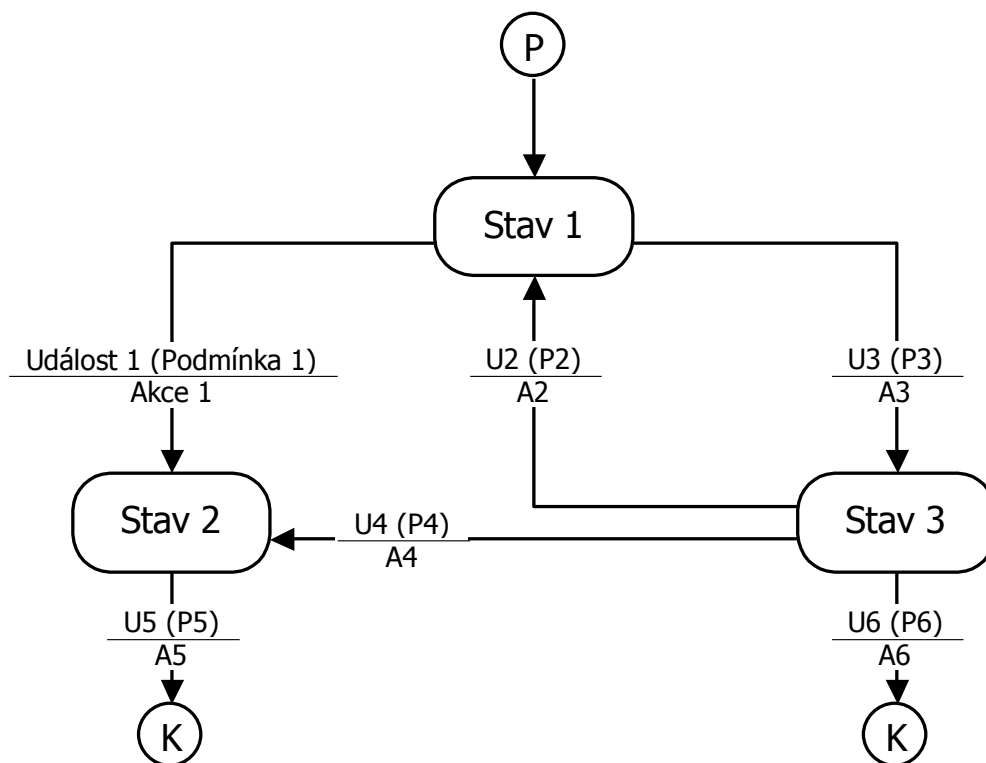 P
Stav 1
Událost 1 (Podmínka 1)
Akce 1
U2 (P2)
A2
U3 (P3)
A3
Stav 2
U4 (P4)
A4
Stav 3
U5 (P5)
A5
U6 (P6)
A6
K
K